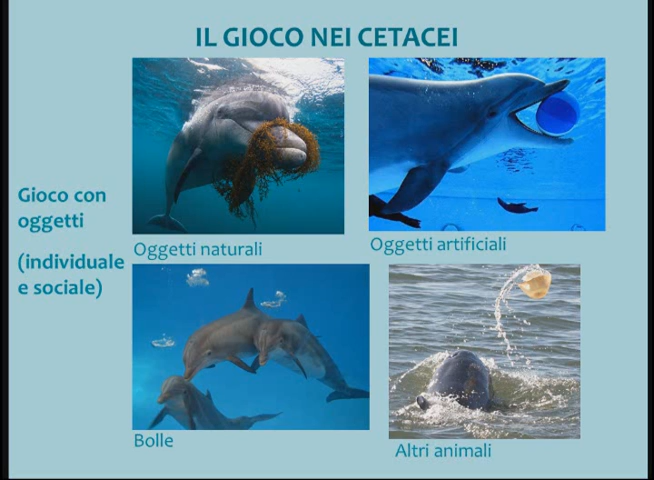 IL GIOCO NEI CETACEI
Gioco con
oggetti
(individuale
e sociale)
Oggetti naturali
Oggetti artificiali
Bolle
Altri animali